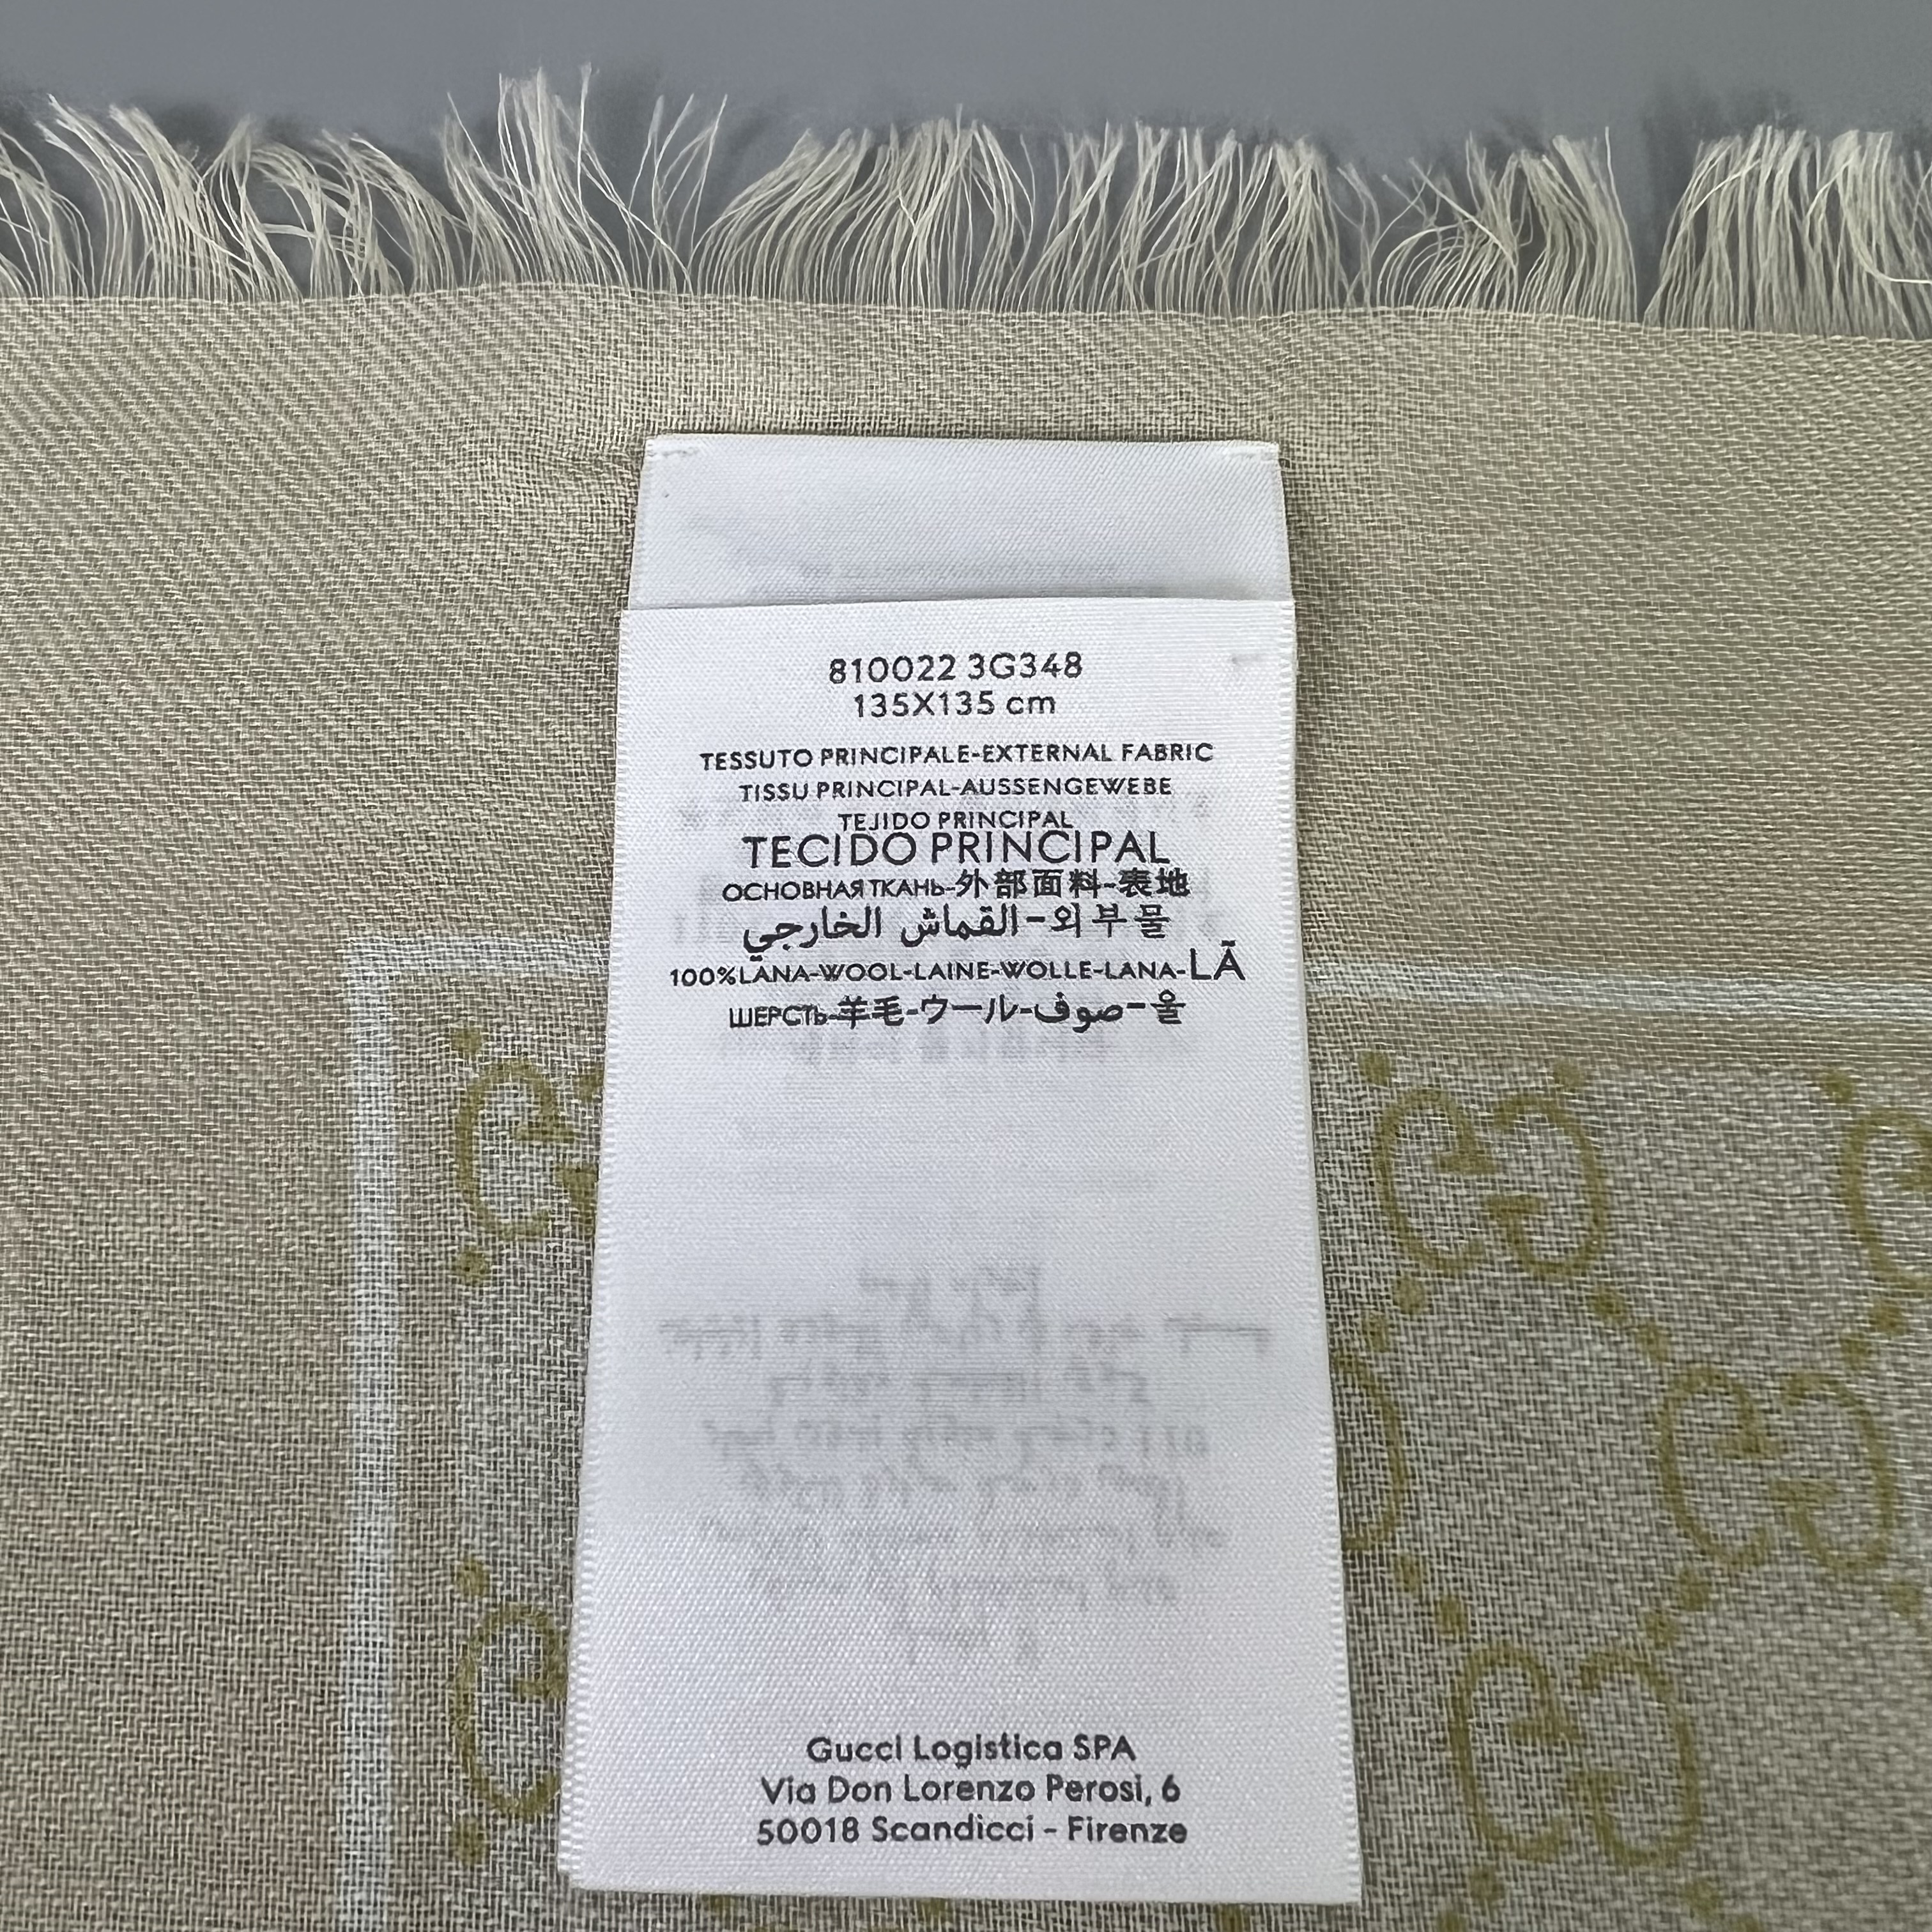 810022 3G348
135X135 cm
TESSUTO PRINCIPALE-EXTERNAL FABRIC
TISSU PRINCIPAL-AUSSENGEWEBE
TEJIDO PRINCIPAL
TECIDO PRINCIPAL
ОСНОВНАЯ ТКАНЬ-外部面料-表地
القماش الخارجي-외부물
100%LANA-WOOL-LAINE-WOLLE-LANA-LÃ
ШЕРСТЬ-羊毛-ウール-صوف-울
Gucci Logistica SPA
Via Don Lorenzo Perosi, 6
50018 Scandicci - Firenze